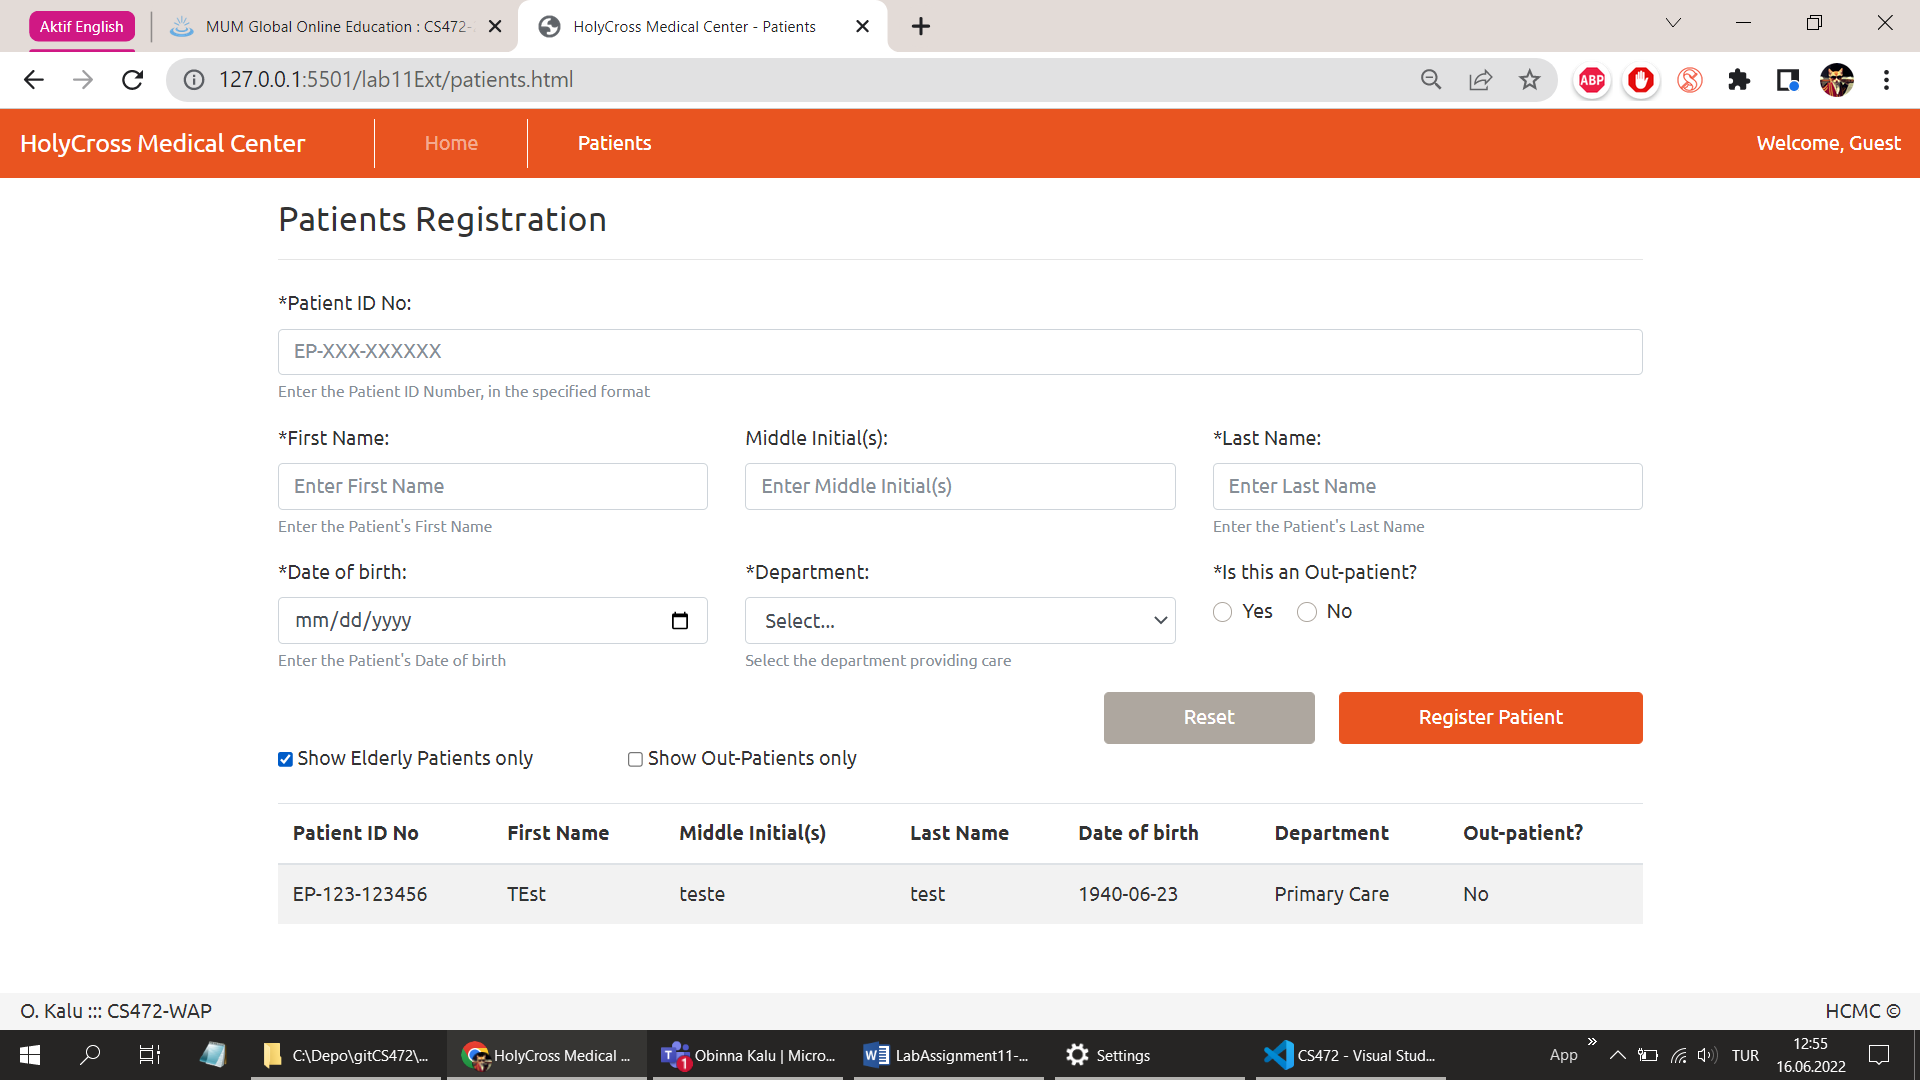 Aktif English
MUM Global Online Education : CS472-
HolyCross Medical Center - Patients
127.0.0.1:5501/lab11Ext/patients.html
ABP
HolyCross Medical Center
Home
Patients
Welcome, Guest
Patients Registration
*Patient ID No:
EP-XXX-XXXXXX
Enter the Patient ID Number, in the specified format
*First Name:
Middle Initial(s):
*Last Name:
Enter First Name
Enter Middle Initial(s)
Enter Last Name
Enter the Patient's First Name
Enter the Patient's Last Name
*Date of birth:
*Department:
*Is this an Out-patient?
mm/dd/yyyy
Select...
Yes
No
Enter the Patient's Date of birth
Select the department providing care
Reset
Register Patient
Show Elderly Patients only
Show Out-Patients only
Patient ID No First Name Middle Initial(s) Last Name Date of birth Department Out-patient?
EP-123-123456 TEst teste test 1940-06-23 Primary Care No
O. Kalu ::: CS472-WAP
HCMC ©
C:\Depo\gitCS472\...
HolyCross Medical ...
1
Obinna Kalu | Micro...
LabAssignment11-...
Settings
CS472 - Visual Stud...
App
TUR
12:55
16.06.2022